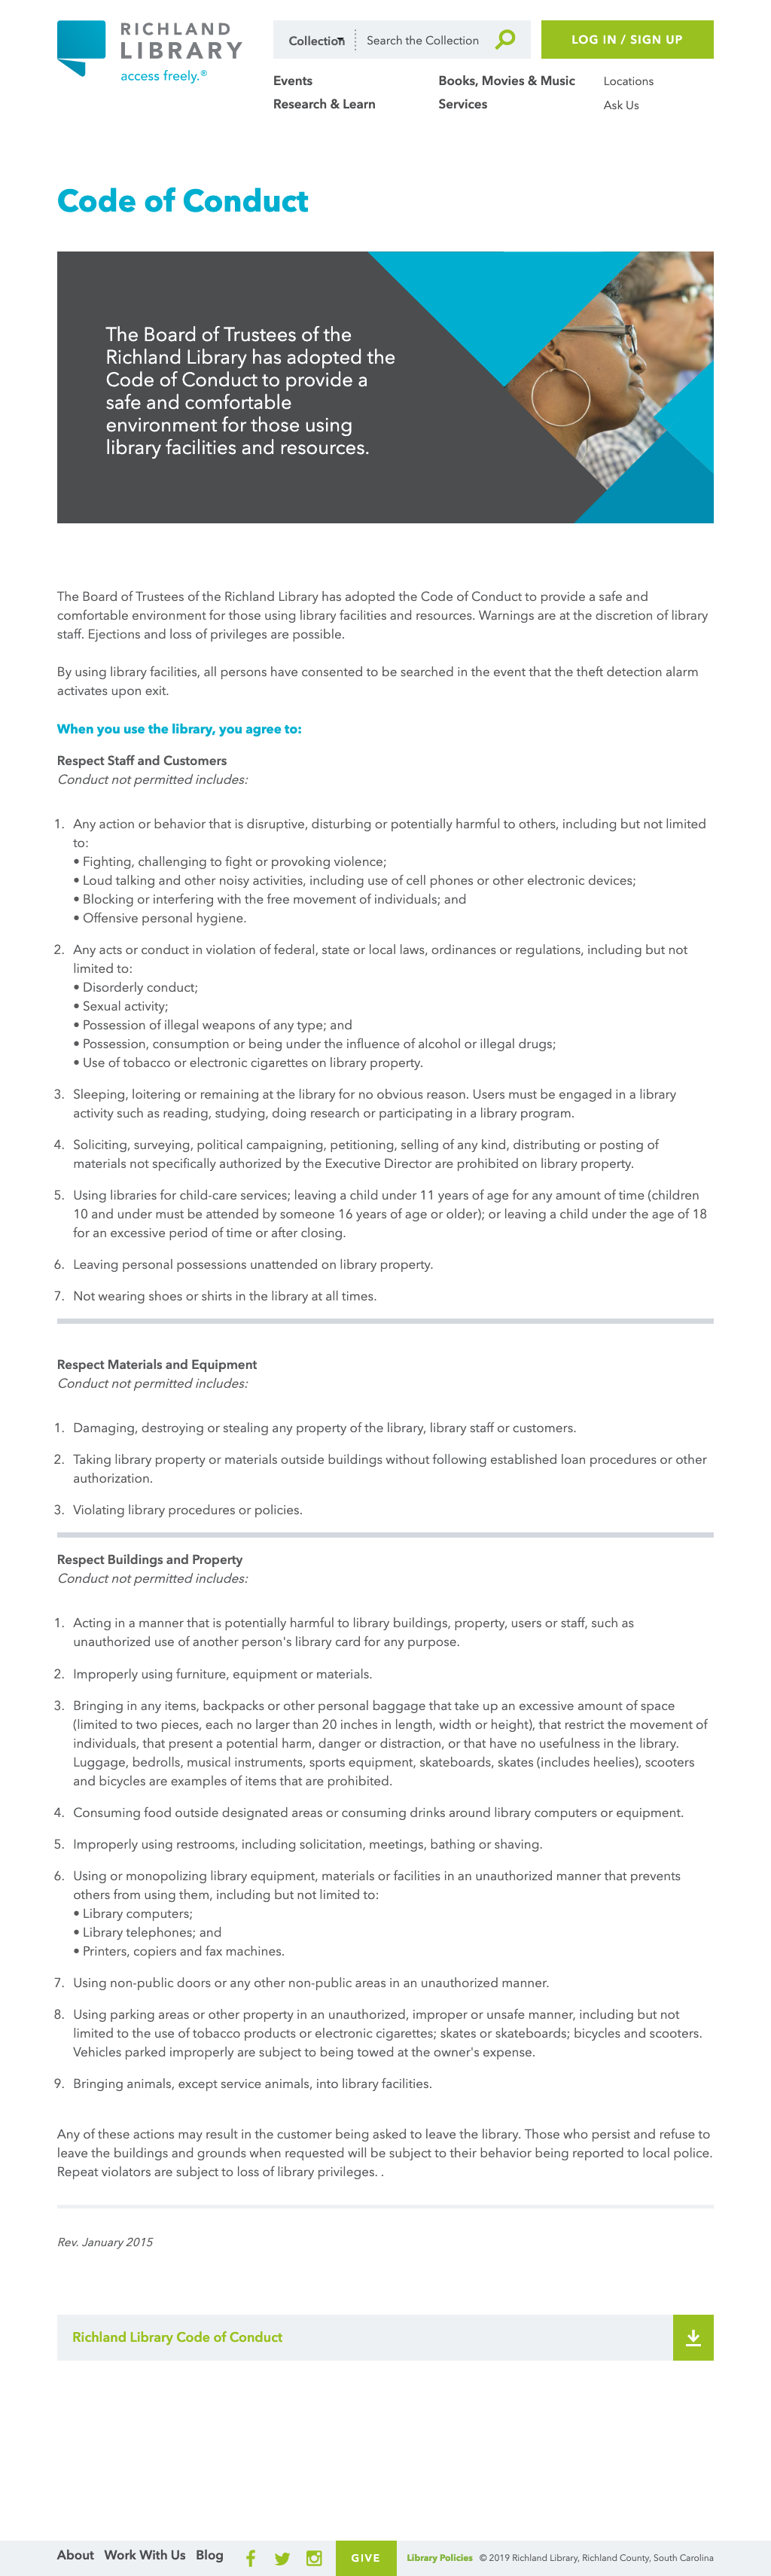 RICHLAND
LIBRARY
access freely.®
Collection
Search the Collection
LOG IN / SIGN UP
Events
Books, Movies & Music
Locations
Research & Learn
Services
Ask Us
Code of Conduct
The Board of Trustees of the
Richland Library has adopted the
Code of Conduct to provide a
safe and comfortable
environment for those using
library facilities and resources.
The Board of Trustees of the Richland Library has adopted the Code of Conduct to provide a safe and
comfortable environment for those using library facilities and resources. Warnings are at the discretion of library
staff. Ejections and loss of privileges are possible.
By using library facilities, all persons have consented to be searched in the event that the theft detection alarm
activates upon exit.
When you use the library, you agree to:
Respect Staff and Customers
Conduct not permitted includes:
1. Any action or behavior that is disruptive, disturbing or potentially harmful to others, including but not limited
to:
• Fighting, challenging to fight or provoking violence;
• Loud talking and other noisy activities, including use of cell phones or other electronic devices;
• Blocking or interfering with the free movement of individuals; and
• Offensive personal hygiene.
2. Any acts or conduct in violation of federal, state or local laws, ordinances or regulations, including but not
limited to:
• Disorderly conduct;
• Sexual activity;
• Possession of illegal weapons of any type; and
• Possession, consumption or being under the influence of alcohol or illegal drugs;
• Use of tobacco or electronic cigarettes on library property.
3. Sleeping, loitering or remaining at the library for no obvious reason. Users must be engaged in a library
activity such as reading, studying, doing research or participating in a library program.
4. Soliciting, surveying, political campaigning, petitioning, selling of any kind, distributing or posting of
materials not specifically authorized by the Executive Director are prohibited on library property.
5. Using libraries for child-care services; leaving a child under 11 years of age for any amount of time (children
10 and under must be attended by someone 16 years of age or older); or leaving a child under the age of 18
for an excessive period of time or after closing.
6. Leaving personal possessions unattended on library property.
7. Not wearing shoes or shirts in the library at all times.
Respect Materials and Equipment
Conduct not permitted includes:
1. Damaging, destroying or stealing any property of the library, library staff or customers.
2. Taking library property or materials outside buildings without following established loan procedures or other
authorization.
3. Violating library procedures or policies.
Respect Buildings and Property
Conduct not permitted includes:
1. Acting in a manner that is potentially harmful to library buildings, property, users or staff, such as
unauthorized use of another person's library card for any purpose.
2. Improperly using furniture, equipment or materials.
3. Bringing in any items, backpacks or other personal baggage that take up an excessive amount of space
(limited to two pieces, each no larger than 20 inches in length, width or height), that restrict the movement of
individuals, that present a potential harm, danger or distraction, or that have no usefulness in the library.
Luggage, bedrolls, musical instruments, sports equipment, skateboards, skates (includes heelies), scooters
and bicycles are examples of items that are prohibited.
4. Consuming food outside designated areas or consuming drinks around library computers or equipment.
5. Improperly using restrooms, including solicitation, meetings, bathing or shaving.
6. Using or monopolizing library equipment, materials or facilities in an unauthorized manner that prevents
others from using them, including but not limited to:
• Library computers;
• Library telephones; and
• Printers, copiers and fax machines.
7. Using non-public doors or any other non-public areas in an unauthorized manner.
8. Using parking areas or other property in an unauthorized, improper or unsafe manner, including but not
limited to the use of tobacco products or electronic cigarettes; skates or skateboards; bicycles and scooters.
Vehicles parked improperly are subject to being towed at the owner's expense.
9. Bringing animals, except service animals, into library facilities.
Any of these actions may result in the customer being asked to leave the library. Those who persist and refuse to
leave the buildings and grounds when requested will be subject to their behavior being reported to local police.
Repeat violators are subject to loss of library privileges. .
Rev. January 2015
Richland Library Code of Conduct
About Work With Us Blog
GIVE
Library Policies © 2019 Richland Library, Richland County, South Carolina